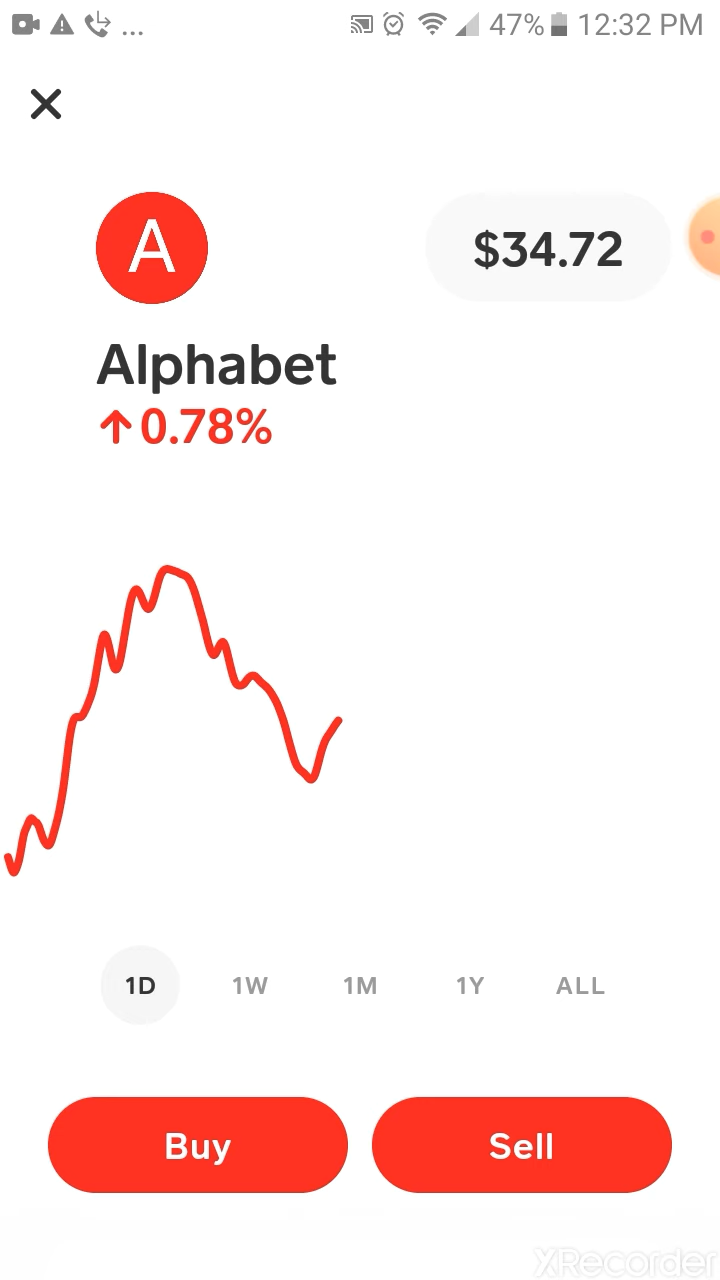 ... 47% 12:32 PM
A
$34.72
Alphabet
↑0.78%
1D 1W 1M 1Y ALL
Buy Sell
XRecorder